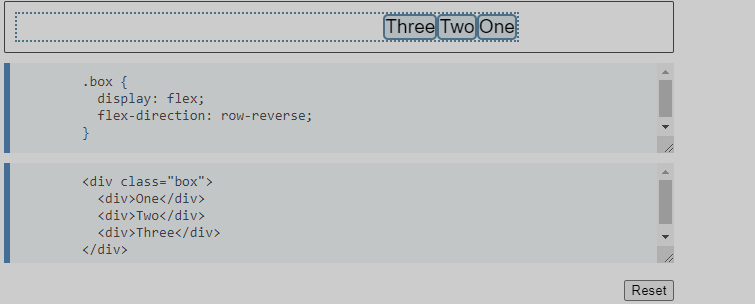 Three Two One
.box {
  display: flex;
  flex-direction: row-reverse;
}
<div class="box">
  <div>One</div>
  <div>Two</div>
  <div>Three</div>
</div>
Reset